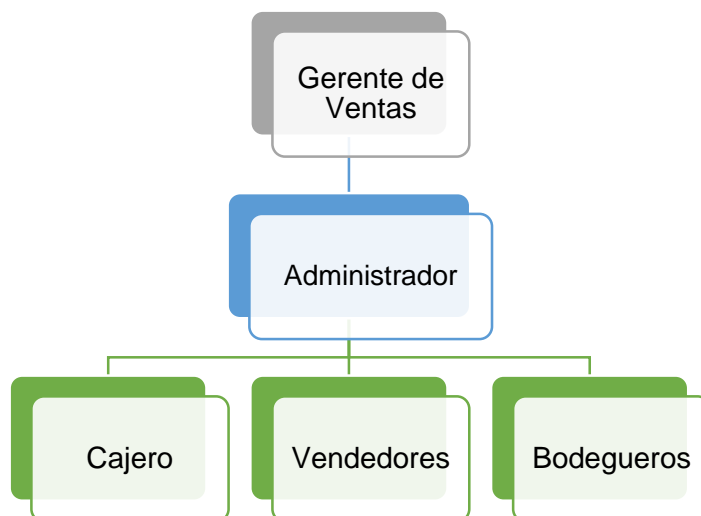 Gerente de
Ventas
Administrador
Cajero
Vendedores
Bodegueros